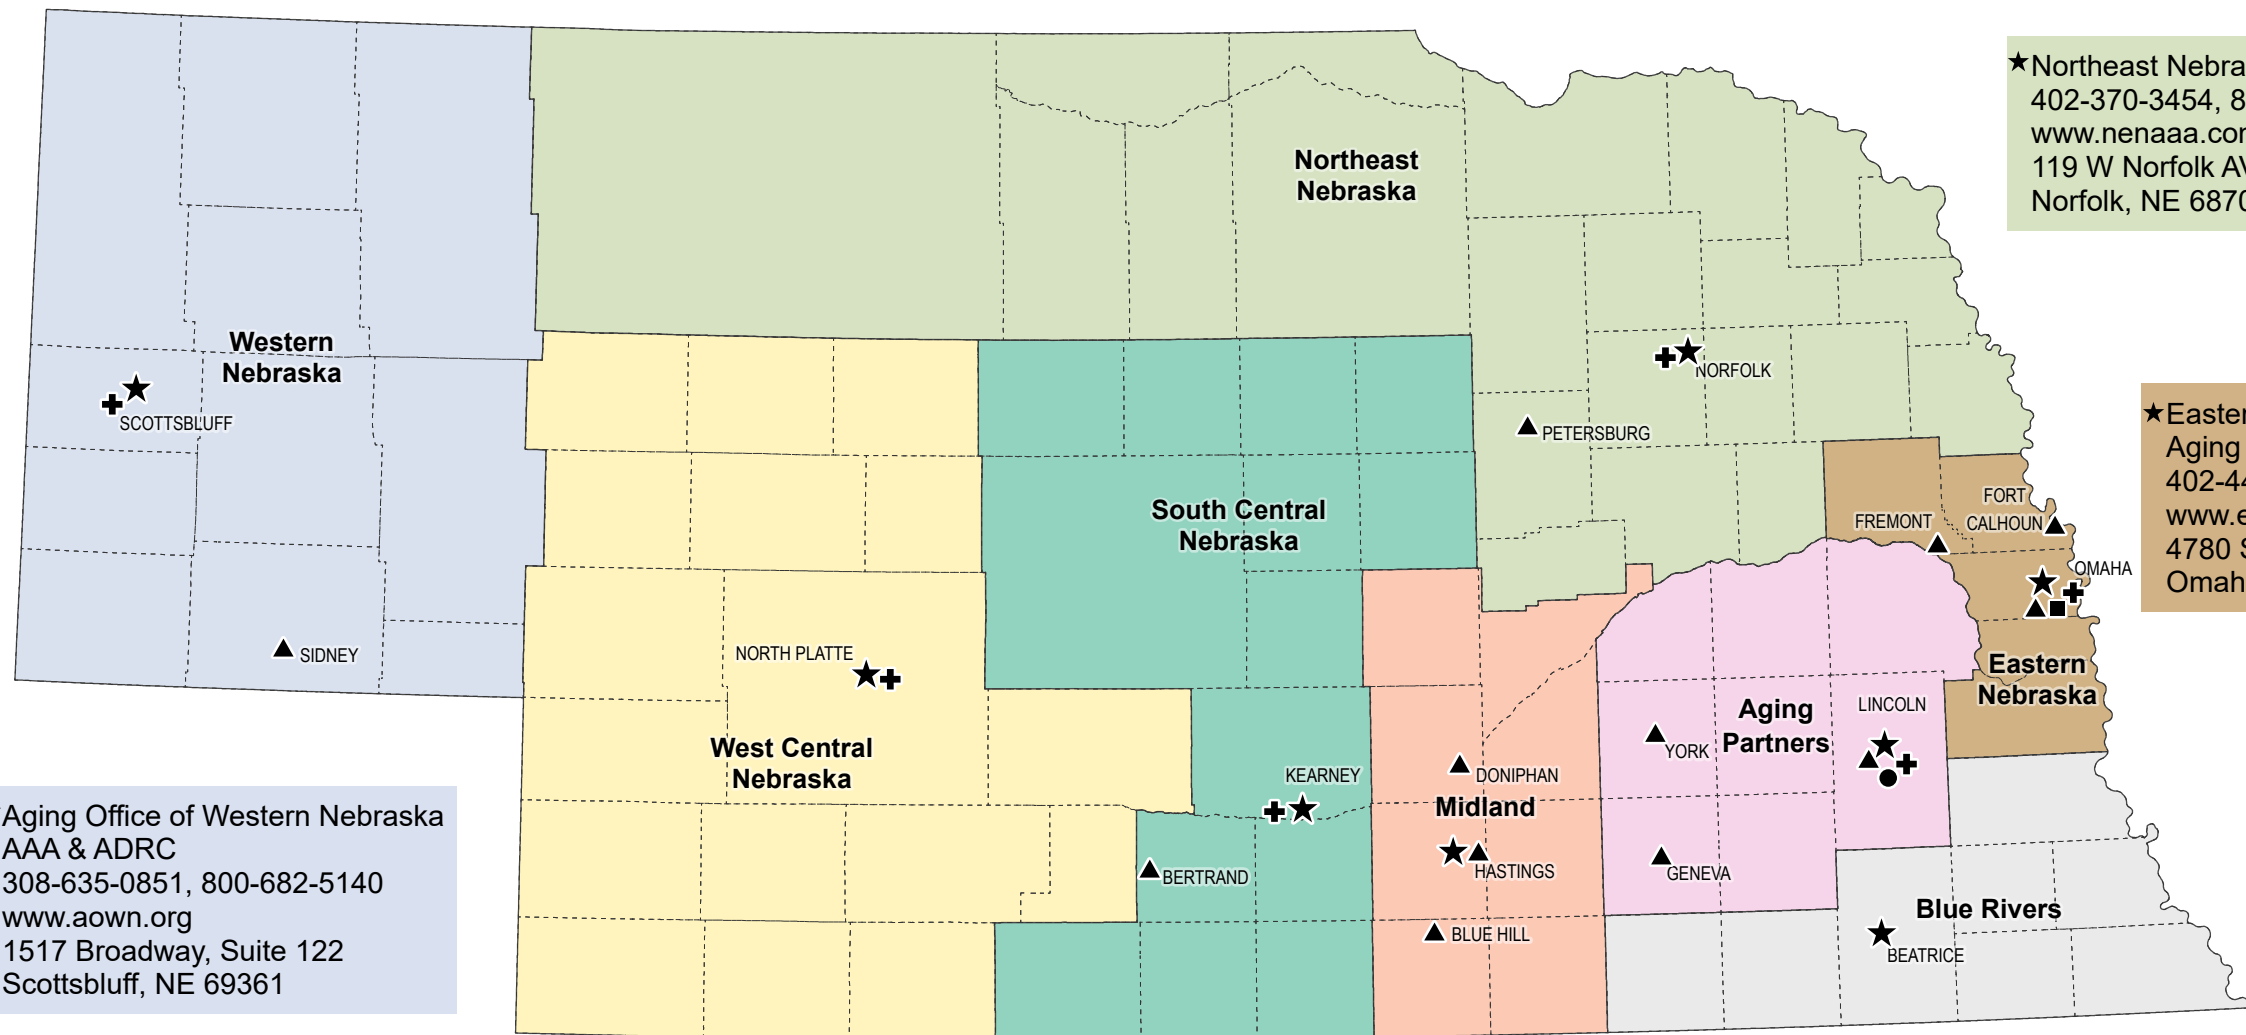 ★Northeast Nebra
402-370-3454, 8
www.nenaaa.co
119 W Norfolk A
Norfolk, NE 6870
Northeast
Nebraska
Western
Nebraska
SCOTTSBLUFF
NORFOLK
PETERSBURG
★Easter
Aging
402-44
www.e
4780 S
Omah
South Central
Nebraska
FORT
CALHOUN
FREMONT
OMAHA
SIDNEY
NORTH PLATTE
Eastern
Nebraska
LINCOLN
Aging
Partners
YORK
West Central
Nebraska
KEARNEY
DONIPHAN
Midland
HASTINGS
GENEVA
BERTRAND
BLUE HILL
Blue Rivers
BEATRICE
Aging Office of Western Nebraska
AAA & ADRC
308-635-0851, 800-682-5140
www.aown.org
1517 Broadway, Suite 122
Scottsbluff, NE 69361